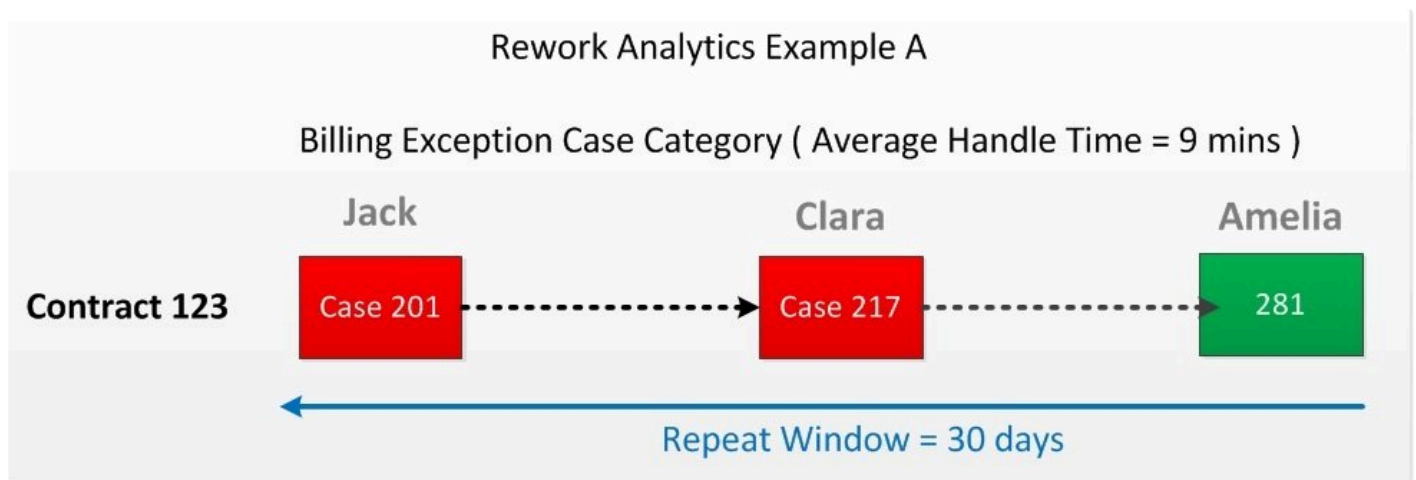 Rework Analytics Example A
Billing Exception Case Category ( Average Handle Time = 9 mins )
Jack Clara Amelia
Contract 123 Case 201 Case 217 281
Repeat Window = 30 days